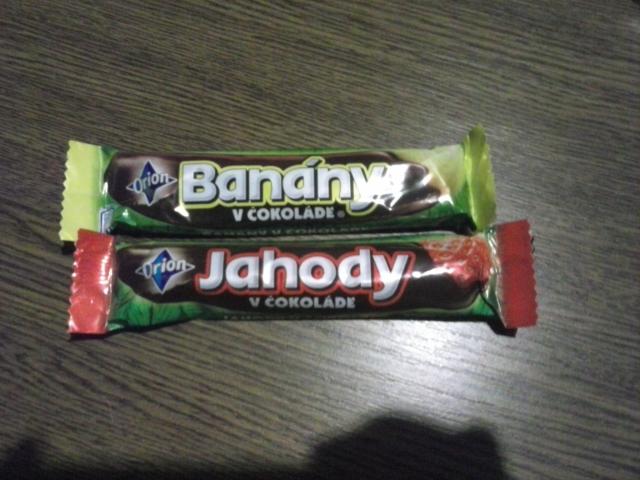 Orion
Banány
V ČOKOLÁDĚ
Orion
Jahody
V ČOKOLÁDĚ